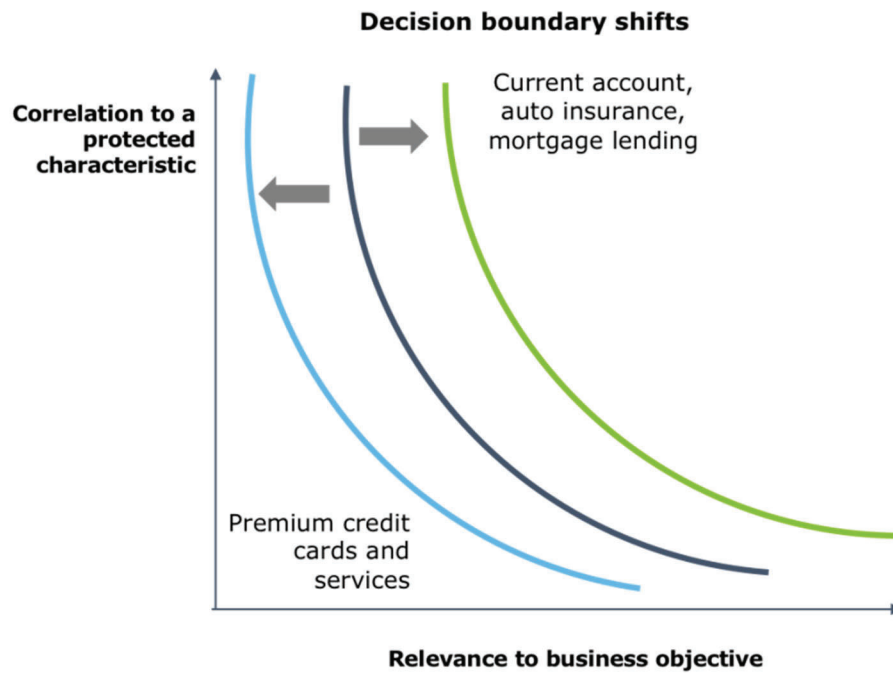 Decision boundary shifts
Correlation to a
protected
characteristic
Current account,
auto insurance,
mortgage lending
Premium credit
cards and
services
Relevance to business objective